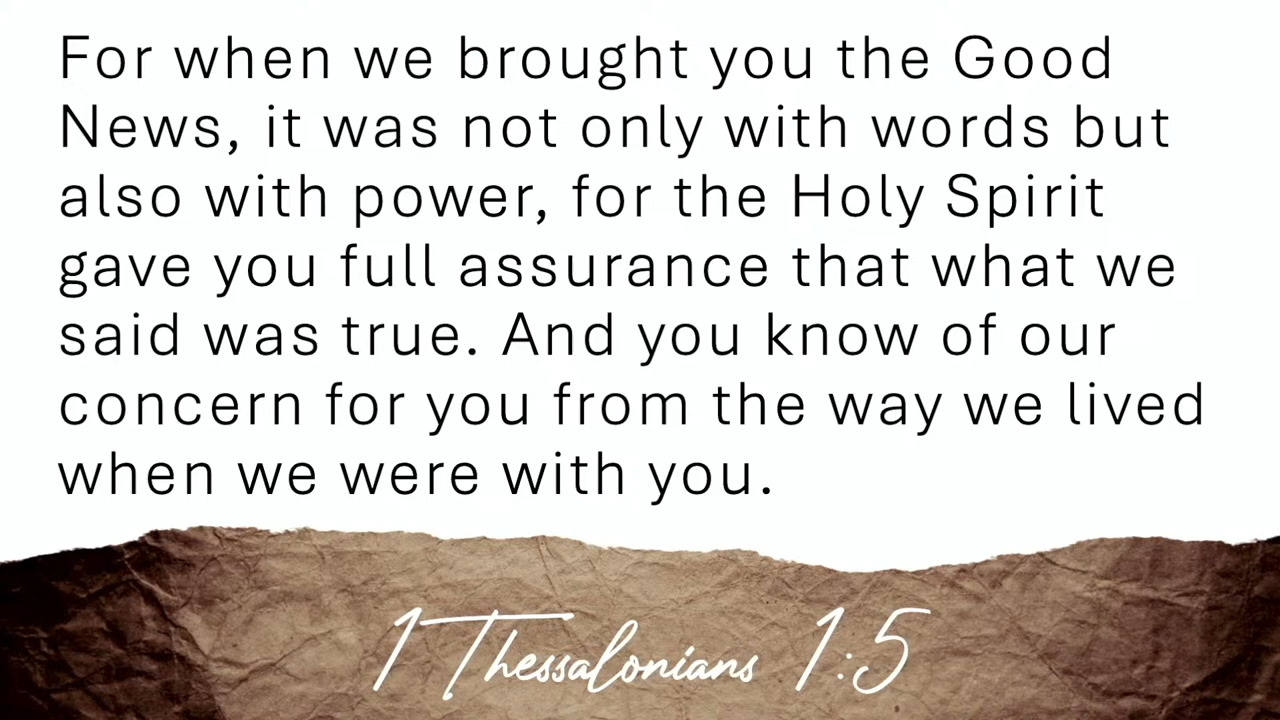 For when we brought you the Good
News, it was not only with words but
also with power, for the Holy Spirit
gave you full assurance that what we
said was true. And you know of our
concern for you from the way we lived
when we were with you.
1 Thessalonians 1:5